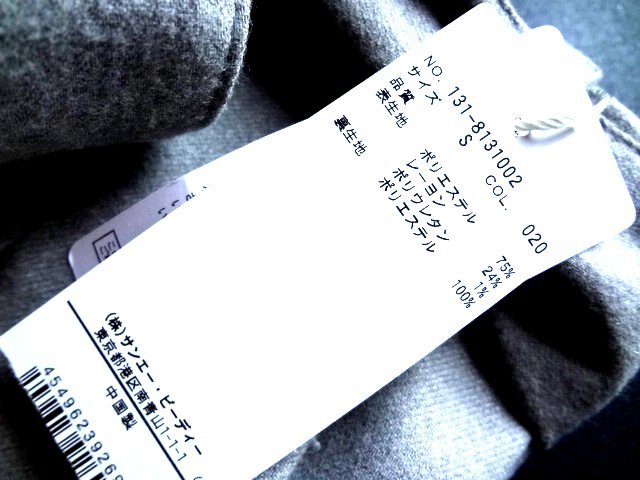 NO. 131-8131002 COL. 020
サイズ S
品質
表生地 ポリエステル 75%
レーヨン 24%
ポリウレタン 1%
裏生地 ポリエステル 100%
(株)サンエー・ビーディー
東京都港区南青山1-1-1
中国製
45496239269